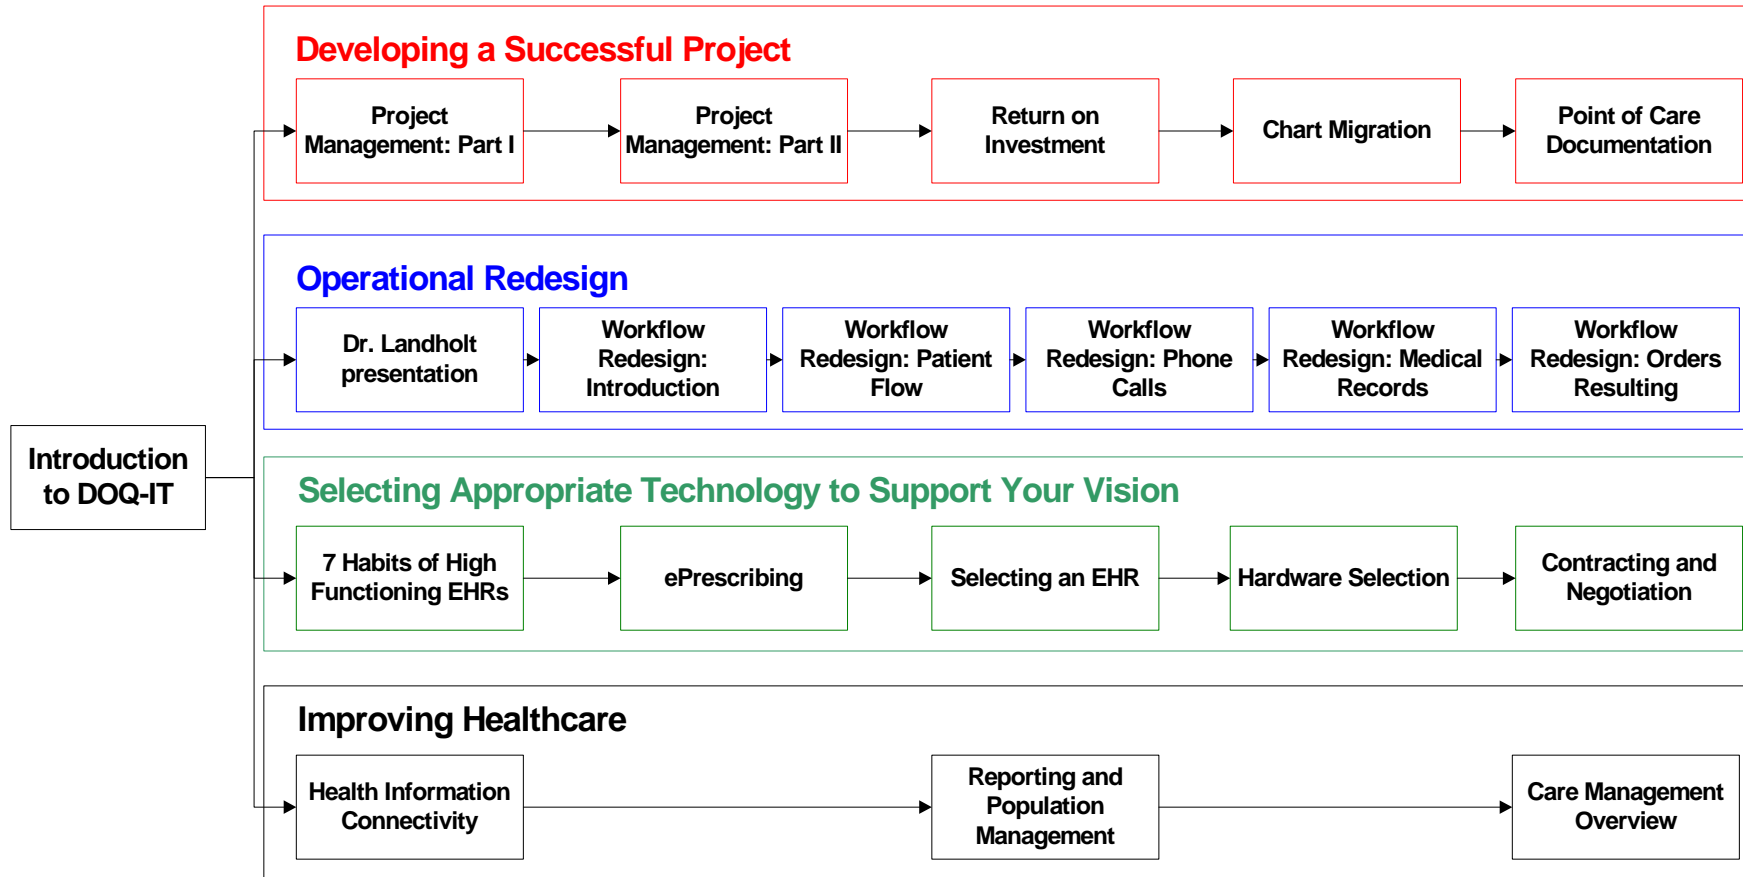 Developing a Successful Project
Project
Management: Part I
Project
Management: Part II
Return on
Investment
Chart Migration
Point of Care
Documentation
Operational Redesign
Dr. Landholt
presentation
Workflow
Redesign:
Introduction
Workflow
Redesign: Patient
Flow
Workflow
Redesign: Phone
Calls
Workflow
Redesign: Medical
Records
Workflow
Redesign: Orders
Resulting
Introduction
to DOQ-IT
Selecting Appropriate Technology to Support Your Vision
7 Habits of High
Functioning EHRs
ePrescribing
Selecting an EHR
Hardware Selection
Contracting and
Negotiation
Improving Healthcare
Health Information
Connectivity
Reporting and
Population
Management
Care Management
Overview